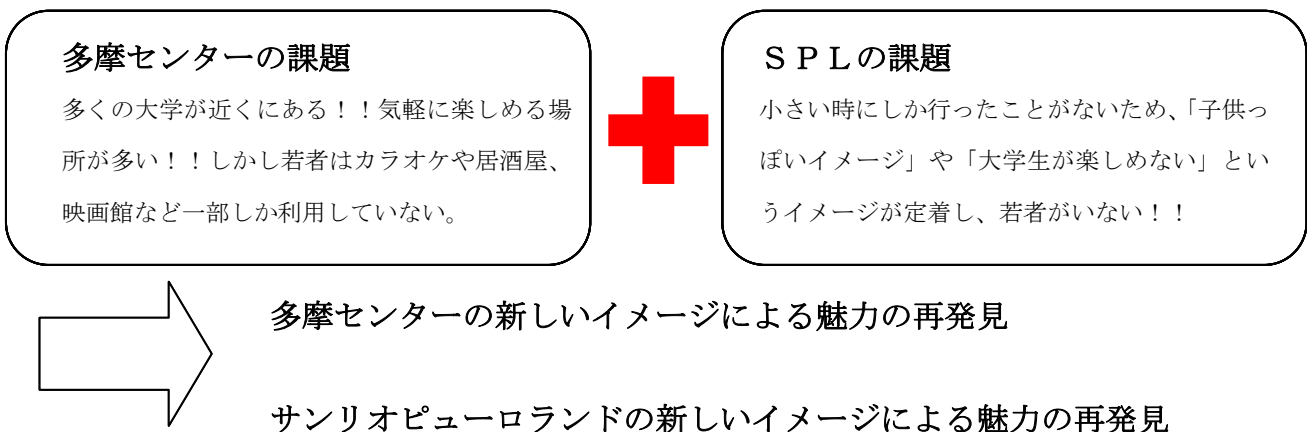 多摩センターの課題
多くの大学が近くにある！！気軽に楽しめる場
所が多い！！しかし若者はカラオケや居酒屋、
映画館など一部しか利用していない。
ＳＰＬの課題
小さい時にしか行ったことがないため、「子供っ
ぽいイメージ」や「大学生が楽しめない」とい
うイメージが定着し、若者がいない！！
多摩センターの新しいイメージによる魅力の再発見
サンリオピューロランドの新しいイメージによる魅力の再発見